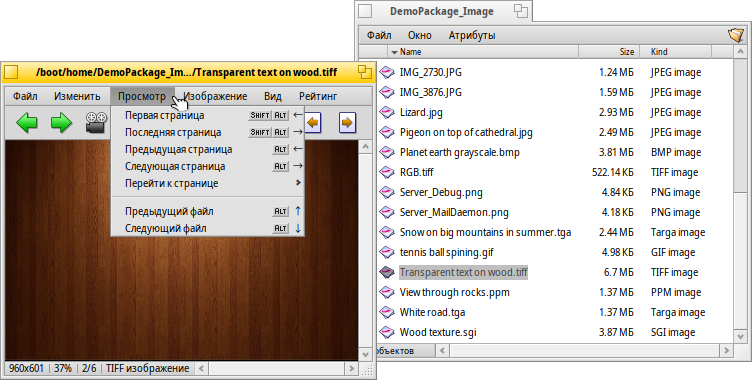 DemoPackage_Image
Файл Окно Атрибуты
Name Size Kind
IMG_2730.JPG 1.24 МБ JPEG image
IMG_3876.JPG 1.59 МБ JPEG image
Lizard.jpg 2.93 МБ JPEG image
Pigeon on top of cathedral.jpg 2.49 МБ JPEG image
Planet earth grayscale.bmp 3.81 МБ BMP image
RGB.tiff 522.14 КБ TIFF image
Server_Debug.png 4.84 КБ PNG image
Server_MailDaemon.png 4.18 КБ PNG image
Snow on big mountains in summer.tga 2.44 МБ Targa image
tennis ball spining.gif 4.98 КБ GIF image
Transparent text on wood.tiff 6.7 МБ TIFF image
View through rocks.ppm 1.37 МБ PPM image
White road.tga 1.37 МБ Targa image
Wood texture.sgi 3.87 МБ SGI image
объектов
/boot/home/DemoPackage_Im.../Transparent text on wood.tiff
Файл Изменить Просмотр Изображение Вид Рейтинг
Первая страница SHIFT ALT ←
Последняя страница SHIFT ALT →
Предыдущая страница ALT ←
Следующая страница ALT →
Перейти к странице
Предыдущий файл ALT ↑
Следующий файл ALT ↓
960x601 37% 2/6 TIFF изображение